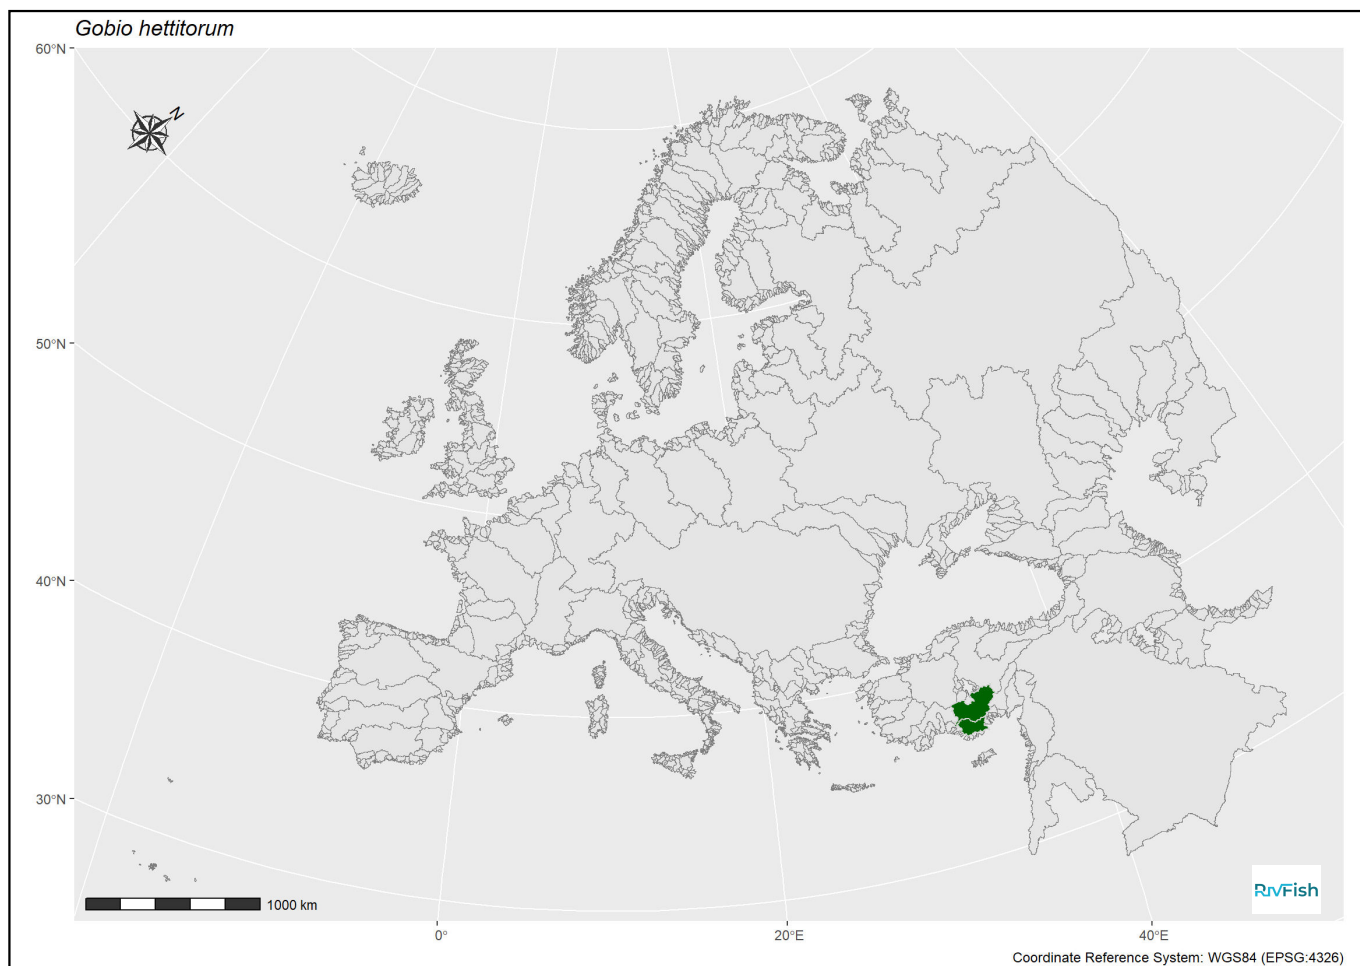 Gobio hettitorum
60°N
N
50°N
40°N
30°N
1000 km
RIVFISH
0°
20°E
40°E
Coordinate Reference System: WGS84 (EPSG:4326)